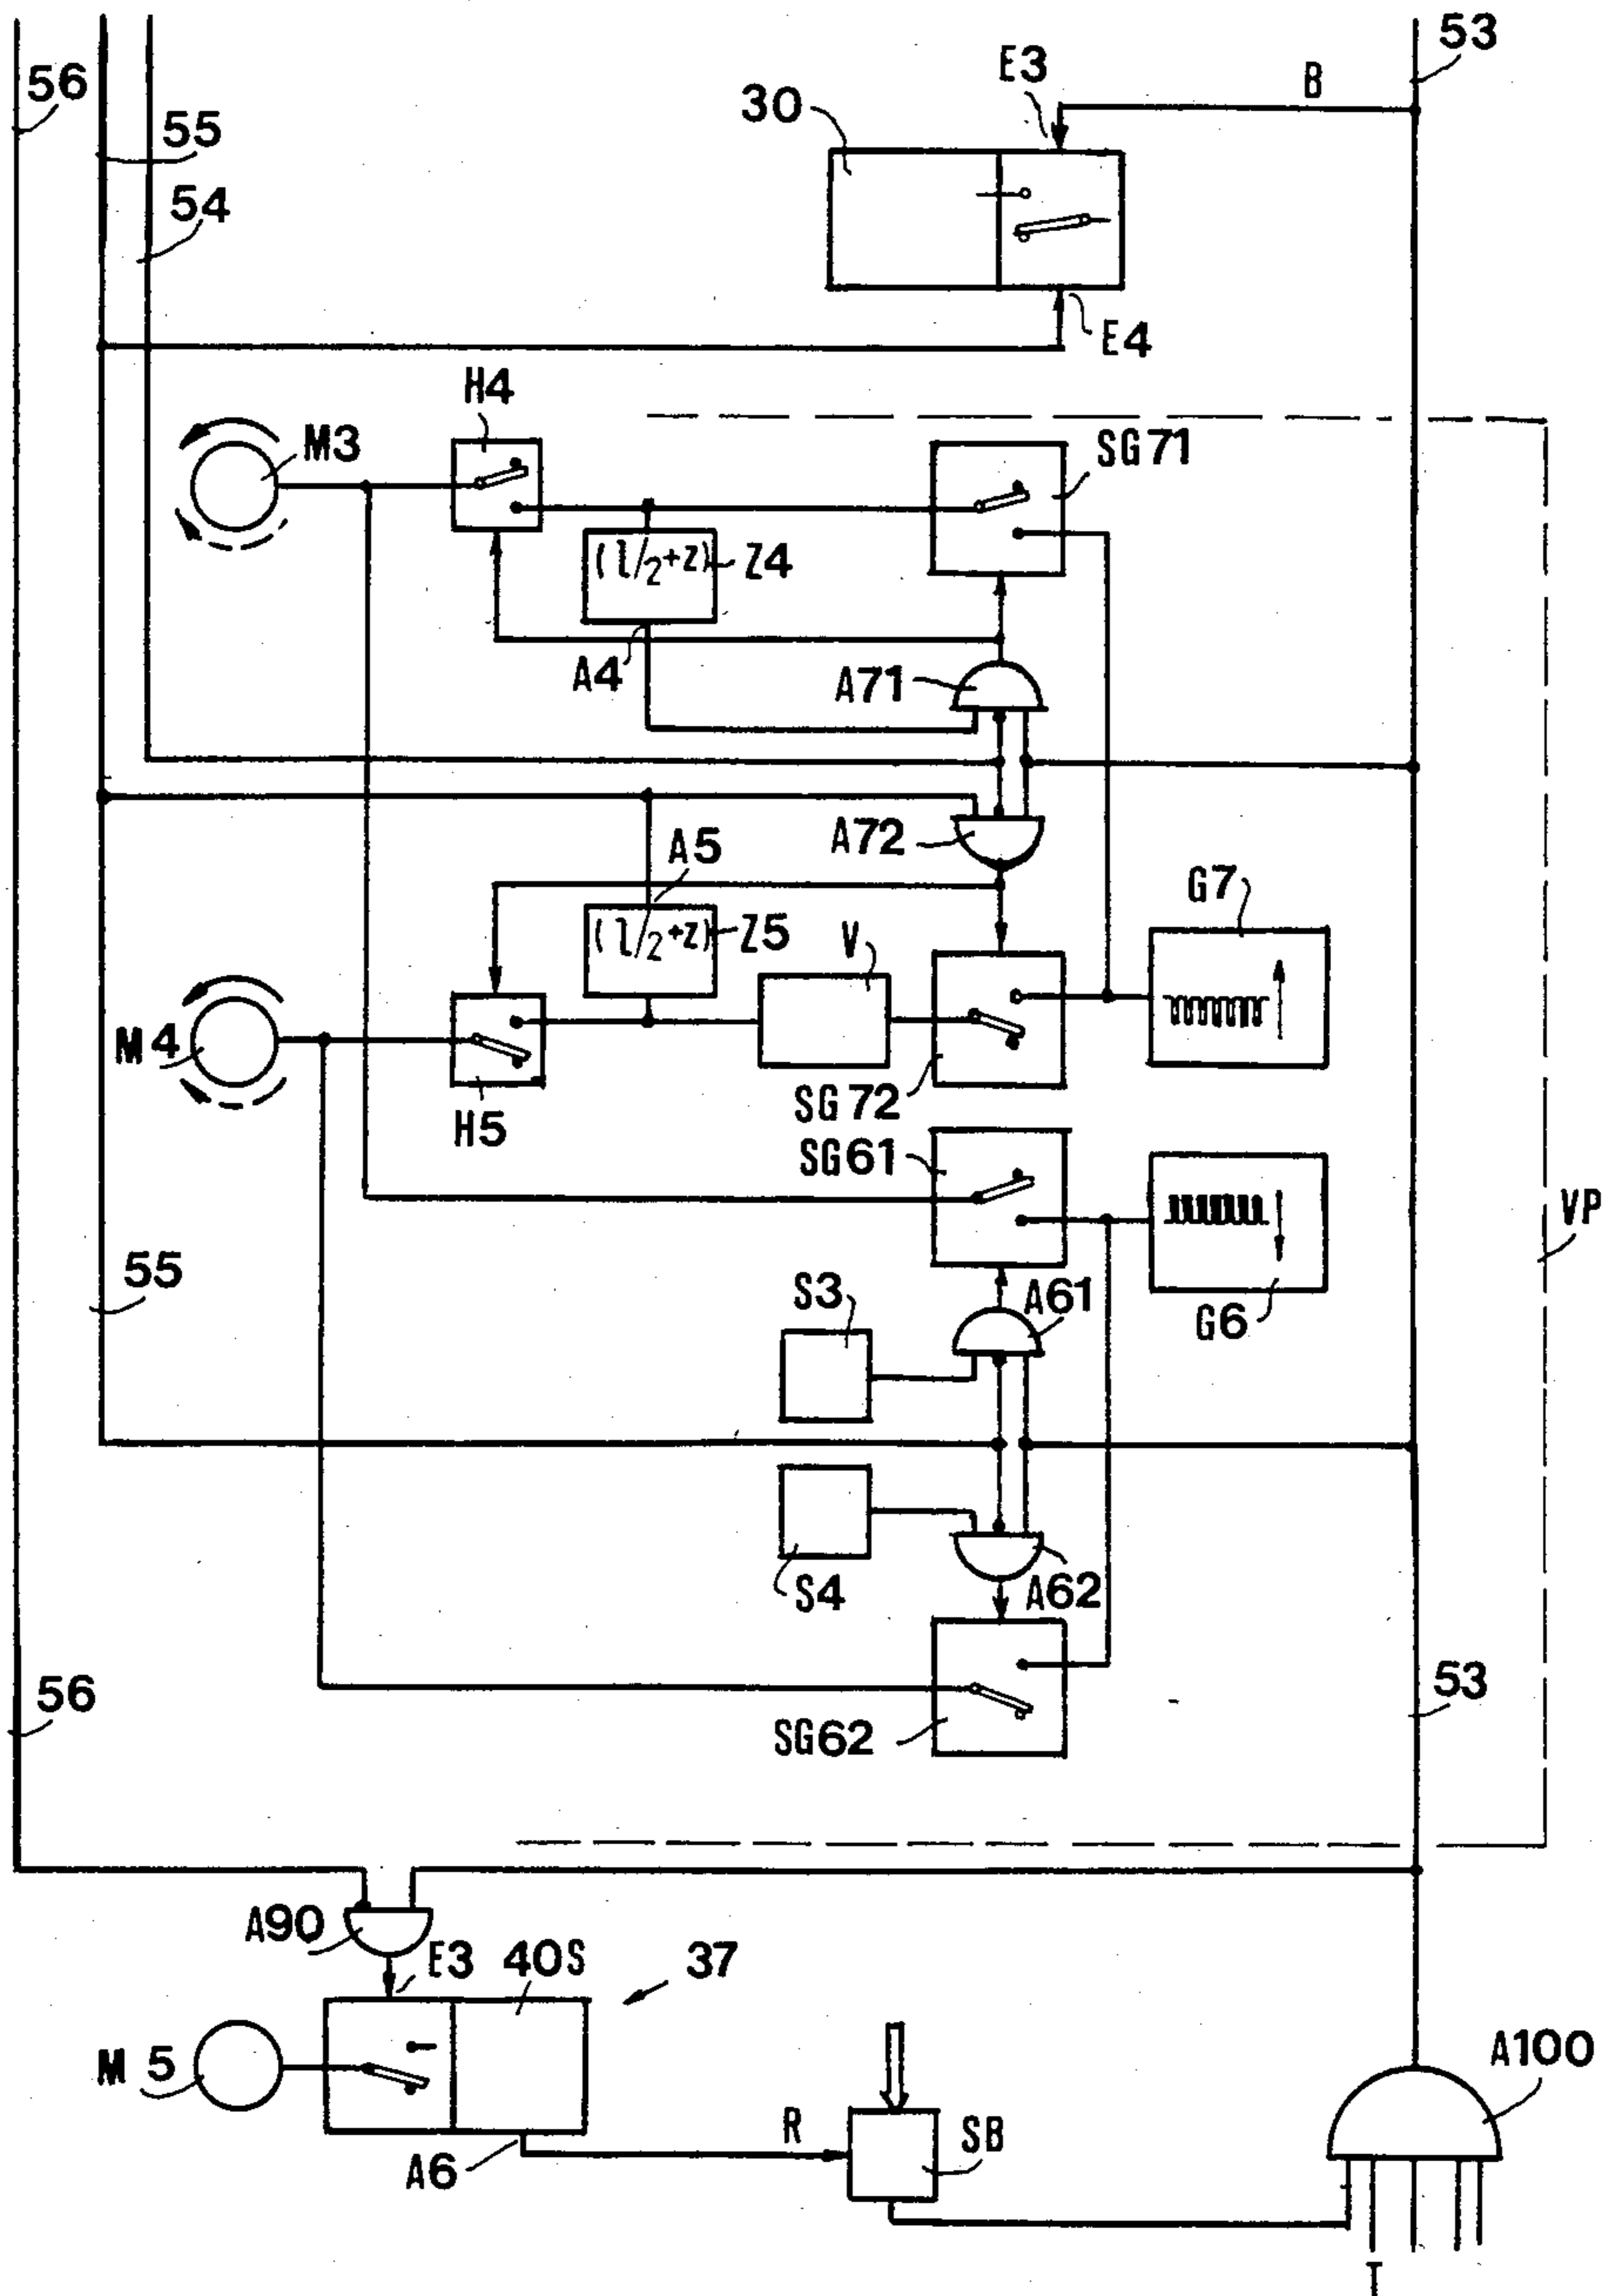 53
E3
B
56
30
55
54
E4
H4
M3
SG71
(l/2+z)
Z4
A4
A71
A72
A5
G7
(l/2+z)
Z5
V
M4
SG72
H5
SG61
VP
55
S3
A61
G6
S4
A62
56
53
SG62
A90
E3
40S
37
M5
A100
R
SB
A6
T